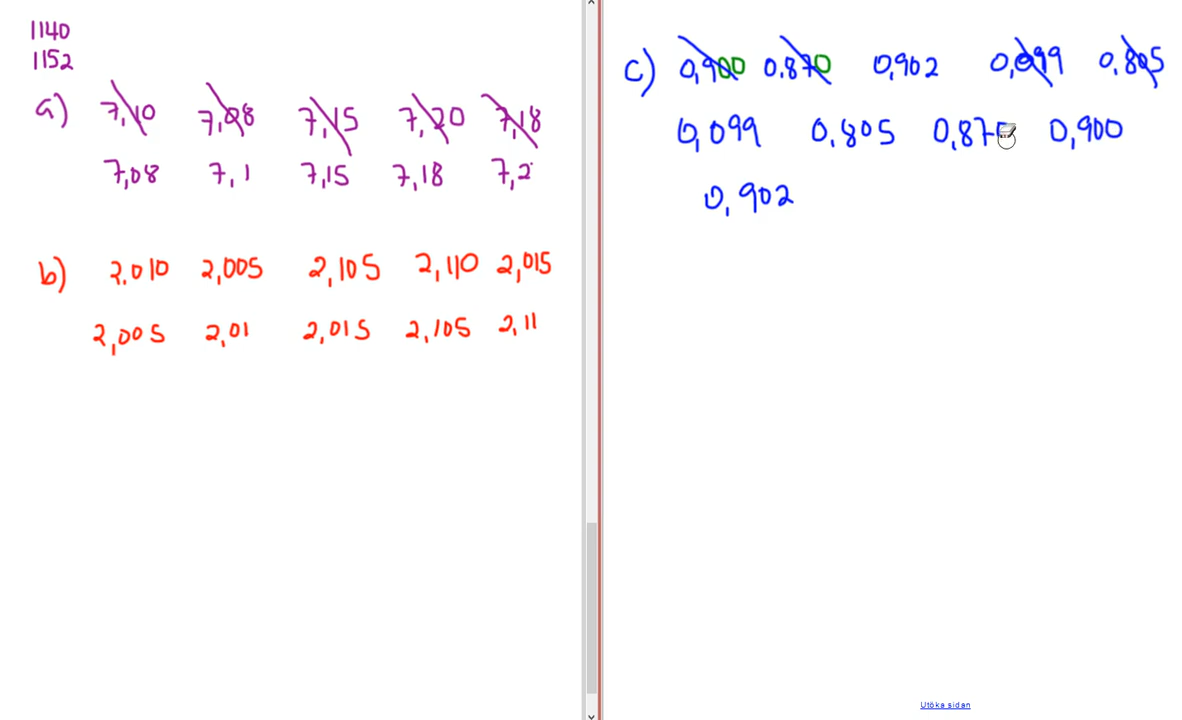 1140
1152
a) 7,10 7,08 7,15 7,20 7,18
7,08 7,1 7,15 7,18 7,2
b) 2,010 2,005 2,105 2,110 2,015
2,005 2,01 2,015 2,105 2,11
c) 0,900 0,870 0,902 0,099 0,805
0,099 0,805 0,900
0,902
Utöka sidan